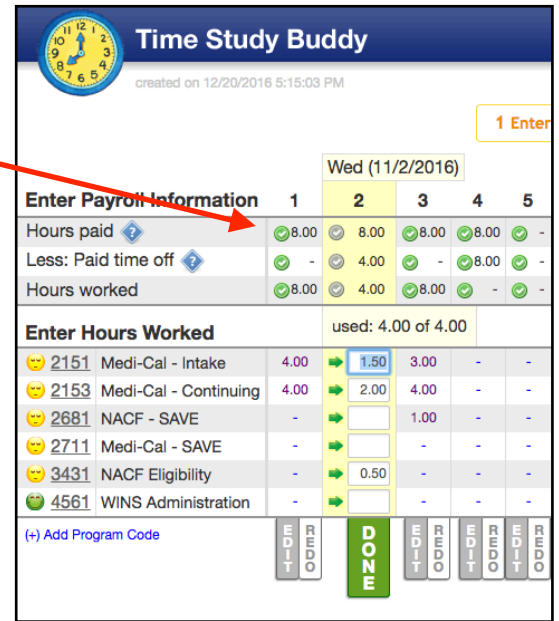 Time Study Buddy
created on 12/20/2016 5:15:03 PM
1 Enter
Wed (11/2/2016)
Enter Payroll Information 1 2 3 4 5
Hours paid 8.00 8.00 8.00 8.00 -
Less: Paid time off - 4.00 - 8.00 -
Hours worked 8.00 4.00 8.00 - -
Enter Hours Worked used: 4.00 of 4.00
2151 Medi-Cal - Intake 4.00 1.50 3.00 - -
2153 Medi-Cal - Continuing 4.00 2.00 4.00 - -
2681 NACF - SAVE - 1.00 - -
2711 Medi-Cal - SAVE - - - -
3431 NACF Eligibility - 0.50 - - -
4561 WINS Administration - - - -
(+) Add Program Code EDIT REDO DONE EDIT REDO EDIT REDO EDIT REDO